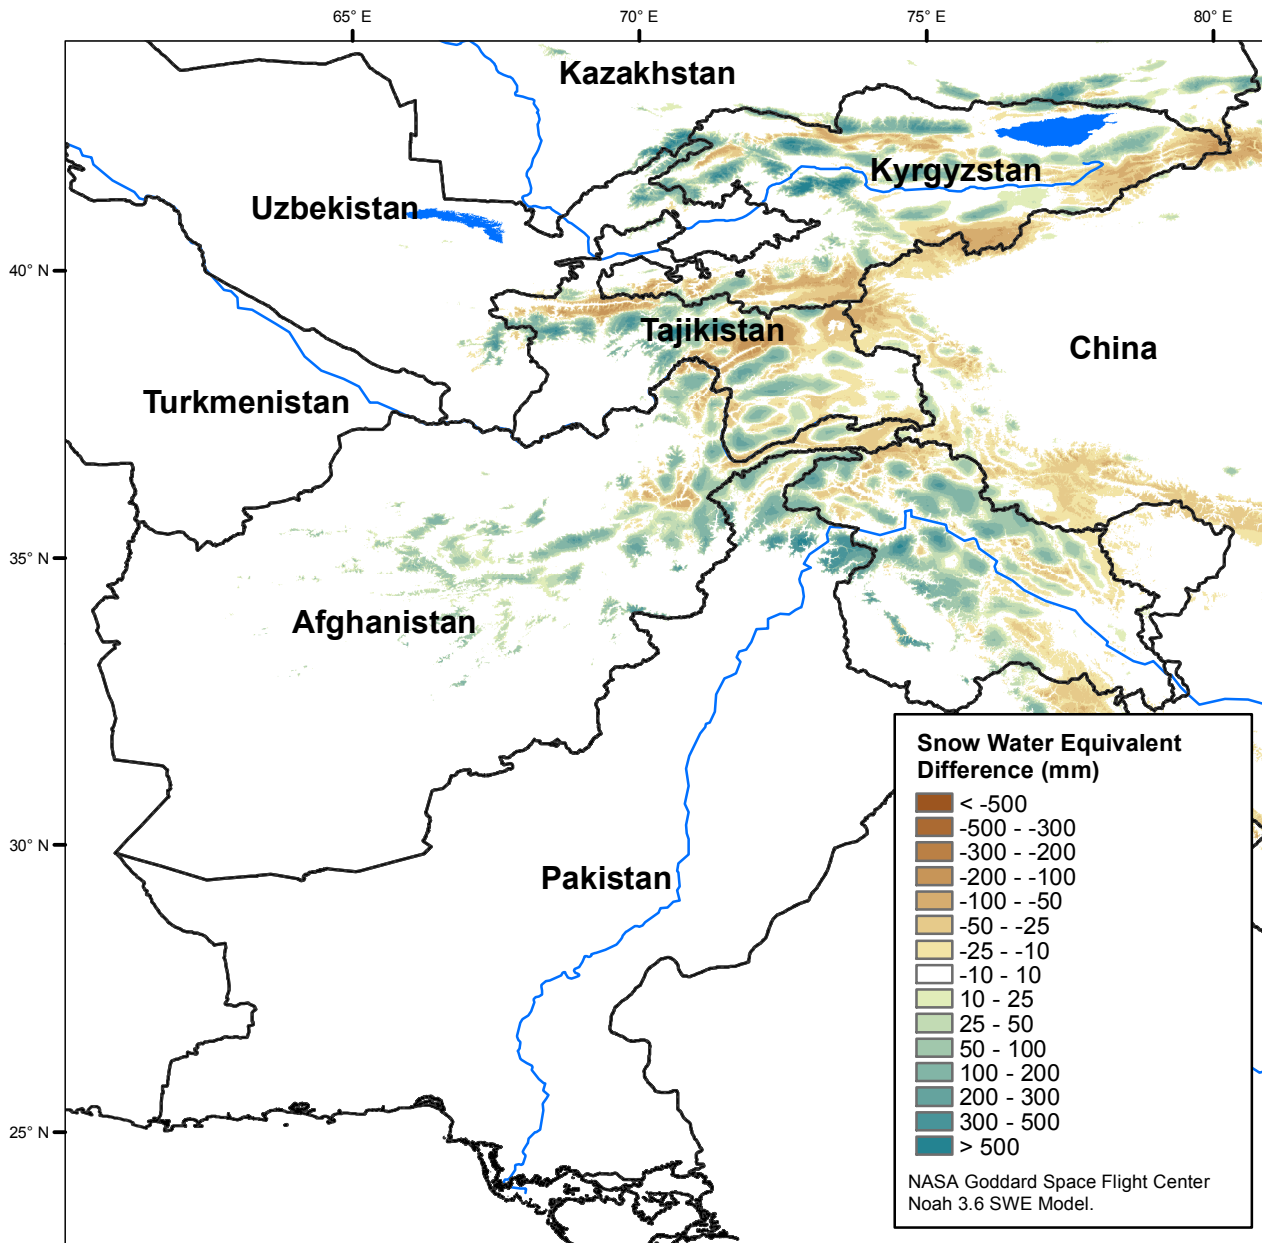 65° E
70° E
75° E
80° E
Kazakhstan
Kyrgyzstan
Uzbekistan
40° N
Tajikistan
China
Turkmenistan
35° N
Afghanistan
Snow Water Equivalent
Difference (mm)
< -500
-500 - -300
-300 - -200
-200 - -100
-100 - -50
-50 - -25
-25 - -10
-10 - 10
10 - 25
25 - 50
50 - 100
100 - 200
200 - 300
300 - 500
> 500
NASA Goddard Space Flight Center
Noah 3.6 SWE Model.
30° N
Pakistan
25° N